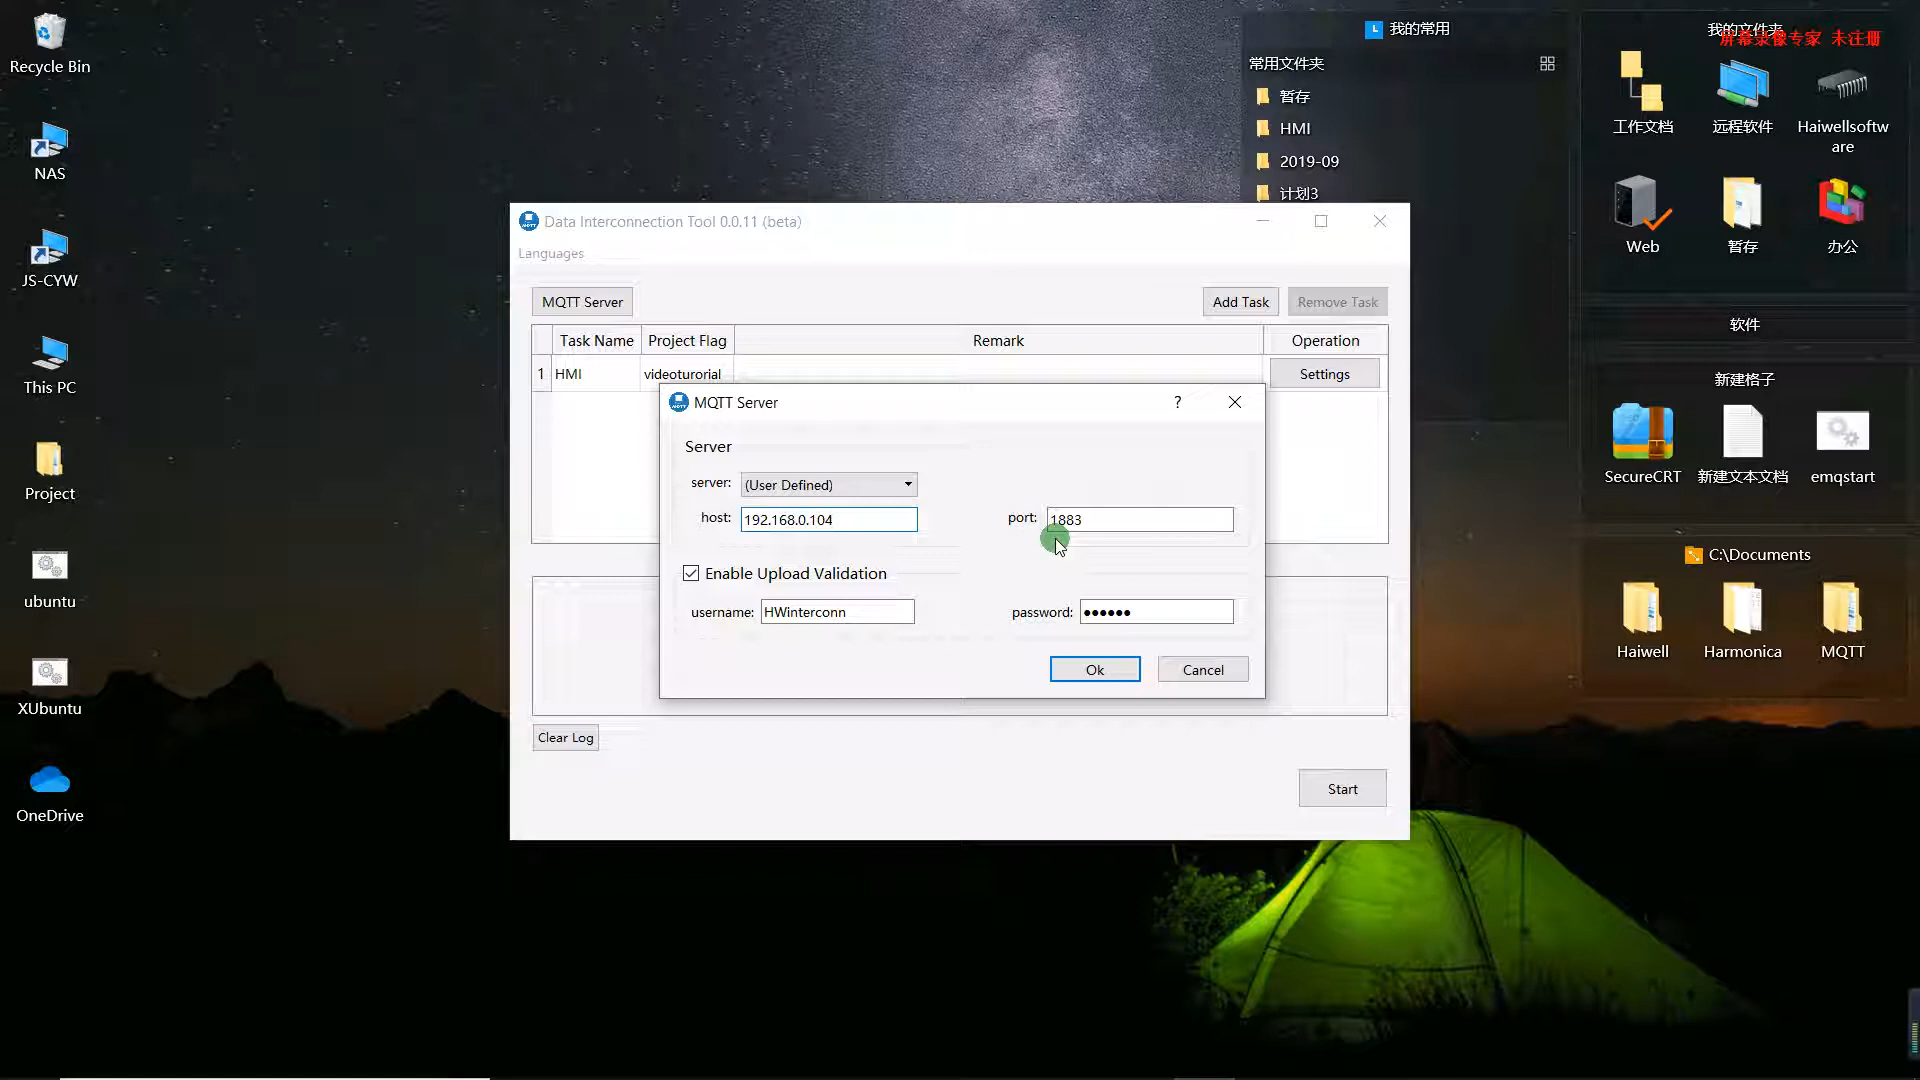 Recycle Bin
NAS
JS-CYW
This PC
Project
ubuntu
XUbuntu
OneDrive
我的常用
常用文件夹
暂存
HMI
2019-09
计划3
我的文件夹
屏幕录像专家 未注册
工作文档
远程软件
Haiwellsoftw
are
Web
暂存
办公
软件
新建格子
SecureCRT
新建文本文档
emqstart
C:\Documents
Haiwell
Harmonica
MQTT
Data Interconnection Tool 0.0.11 (beta)
Languages
MQTT Server
Add Task
Remove Task
Task Name
Project Flag
Remark
Operation
1
HMI
videoturorial
Settings
MQTT Server
?
Server
server:
(User Defined)
host:
192.168.0.104
port:
1883
Enable Upload Validation
username:
HWinterconn
password:
●●●●●●
Ok
Cancel
Clear Log
Start